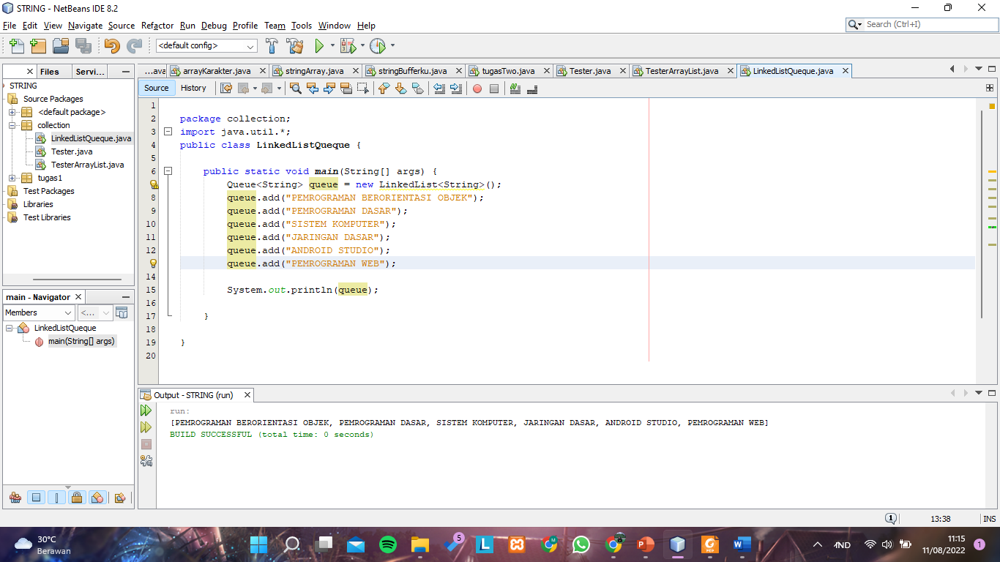 STRING - NetBeans IDE 8.2
File Edit View Navigate Source Refactor Run Debug Profile Team Tools Window Help
Search (Ctrl+I)
<default config>
Files Servi...
...ava arrayKarakter.java stringArray.java stringBufferku.java tugasTwo.java Tester.java TesterArrayList.java LinkedListQueque.java
Source History
STRING
Source Packages
<default package>
collection
LinkedListQueque.java
Tester.java
TesterArrayList.java
tugas1
Test Packages
Libraries
Test Libraries
main - Navigator
Members <...
LinkedListQueque
main(String[] args)
1
2 package collection;
3 import java.util.*;
4 public class LinkedListQueque {
5
6 public static void main(String[] args) {
Queue<String> queue = new LinkedList<String>();
8 queue.add("PEMROGRAMAN BERORIENTASI OBJEK");
9 queue.add("PEMROGRAMAN DASAR");
10 queue.add("SISTEM KOMPUTER");
11 queue.add("JARINGAN DASAR");
12 queue.add("ANDROID STUDIO");
queue.add("PEMROGRAMAN WEB");
14
15 System.out.println(queue);
16
17 }
18
19 }
20
Output - STRING (run)
run:
[PEMROGRAMAN BERORIENTASI OBJEK, PEMROGRAMAN DASAR, SISTEM KOMPUTER, JARINGAN DASAR, ANDROID STUDIO, PEMROGRAMAN WEB]
BUILD SUCCESSFUL (total time: 0 seconds)
1 13:38 INS
30°C
Berawan
5
L
M
P
PDF
W
IND
11:15
11/08/2022
1